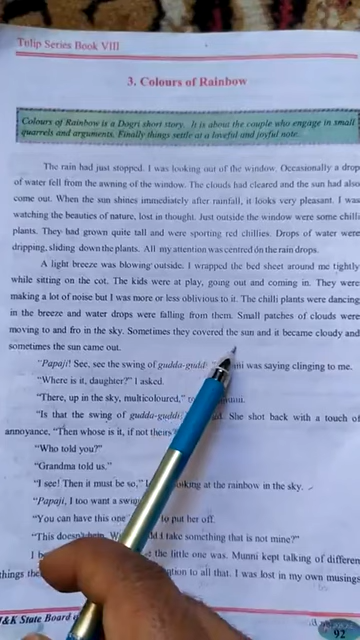 Tulip Series Book VIII
3. Colours of Rainbow
Colours of Rainbow is a Dogri short story. It is about the couple who engage in small
quarrels and arguments. Finally things settle at a loveful and joyful note.
The rain had just stopped. I was looking out of the window. Occasionally a drop
of water fell from the awning of the window. The clouds had cleared and the sun had also
come out. When the sun shines immediately after rainfall, it looks very pleasant. I was
watching the beauties of nature, lost in thought. Just outside the window were some chilli
plants. They had grown quite tall and were sporting red chillies. Drops of water were
dripping, sliding down the plants. All my attention was centred on the rain drops.
A light breeze was blowing outside. I wrapped the bed sheet around me tightly
while sitting on the cot. The kids were at play, going out and coming in. They were
making a lot of noise but I was more or less oblivious to it. The chilli plants were dancing
in the breeze and water drops were falling from them. Small patches of clouds were
moving to and fro in the sky. Sometimes they covered the sun and it became cloudy and
sometimes the sun came out.
"Papaji! See, see the swing of gudda-guddi was saying clinging to me.
"Where is it, daughter?" I asked.
"There, up in the sky, multicoloured,"
"Is that the swing of gudda-guddi She shot back with a touch of
annoyance, "Then whose is it, if not theirs
"Who told you?"
"Grandma told us."
"I see! Then it must be so," looking at the rainbow in the sky.
"Papaji, I too want a swing
"You can have this one to put her off.
"This doesn't I take something that is not mine?"
I the little one was. Munni kept talking of different
things to all that. I was lost in my own musings
J&K State Board
92